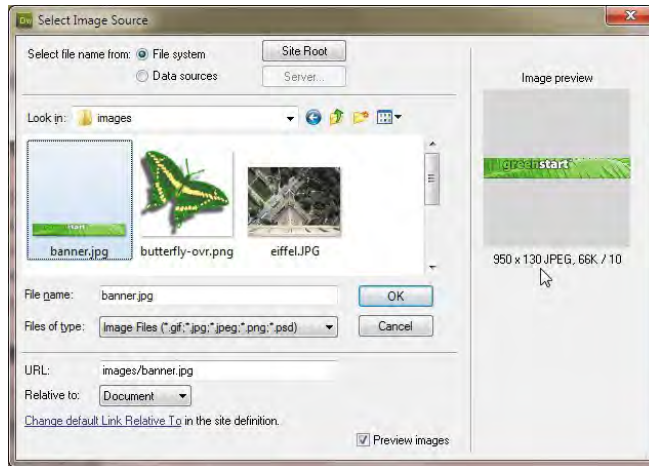 Dw Select Image Source
Select file name from: File system Site Root
Data sources Server...
Image preview
Look in: images
greenstart
start
banner.jpg butterfly-ovr.png eiffel.JPG
950 x 130 JPEG, 66K / 10
File name: banner.jpg OK
Files of type: Image Files (*.gif;*.jpg;*.jpeg;*.png;*.psd) Cancel
URL: images/banner.jpg
Relative to: Document
Change default Link Relative To in the site definition.
Preview images